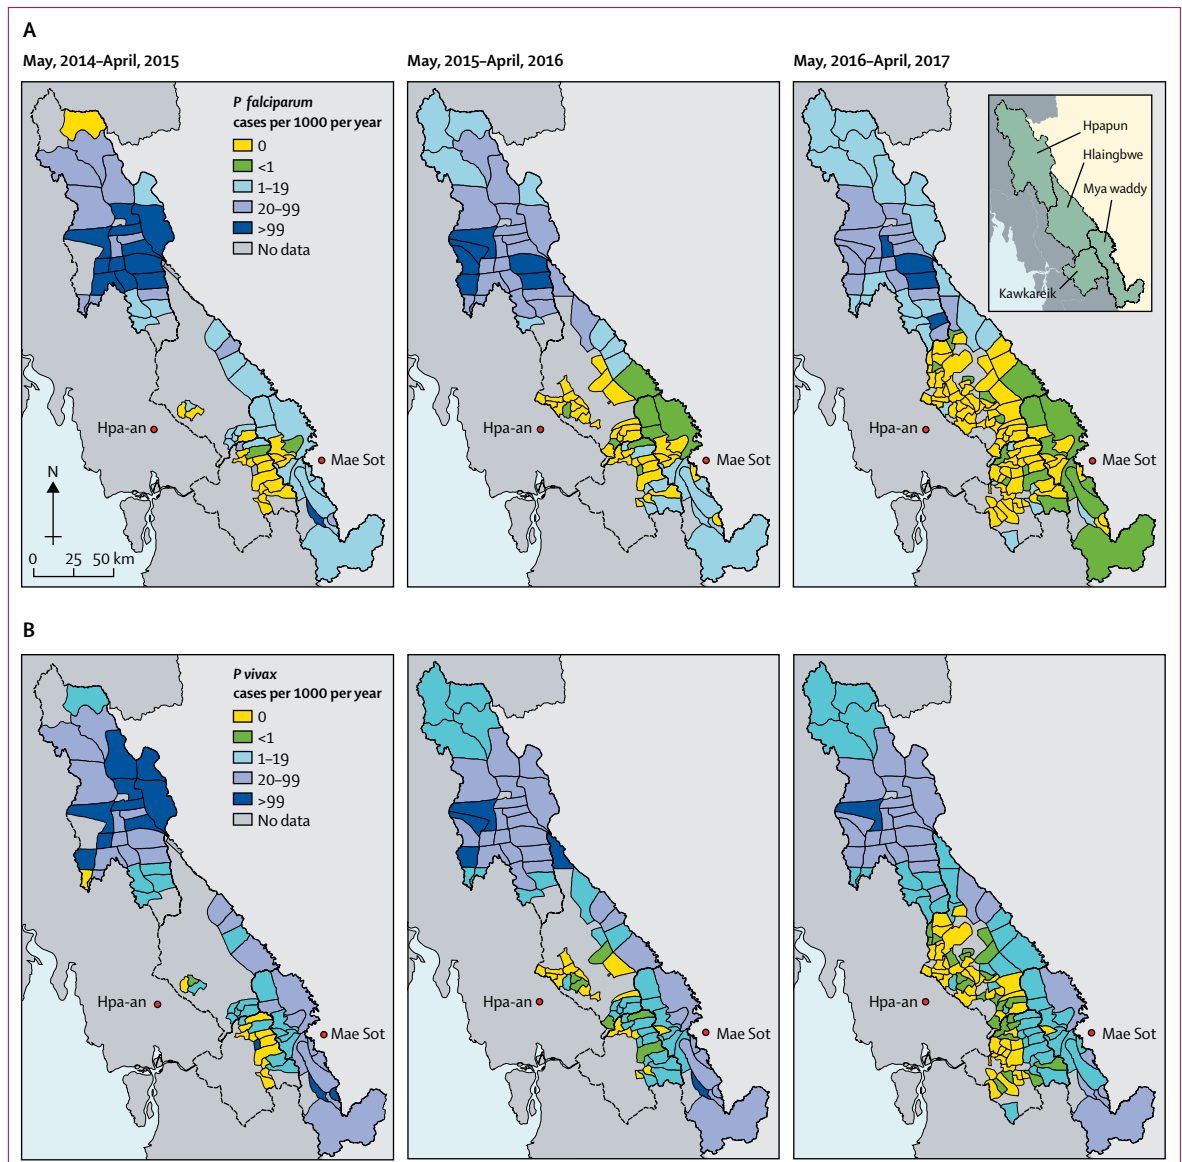 A
May, 2014–April, 2015
May, 2015–April, 2016
May, 2016–April, 2017
P falciparum
cases per 1000 per year
0
<1
1–19
20–99
>99
No data
Hpapun
Hlaingbwe
Mya waddy
Kawkareik
Hpa-an
Mae Sot
Hpa-an
Mae Sot
Hpa-an
Mae Sot
N
0 25 50 km
B
P vivax
cases per 1000 per year
0
<1
1–19
20–99
>99
No data
Hpa-an
Mae Sot
Hpa-an
Mae Sot
Hpa-an
Mae Sot